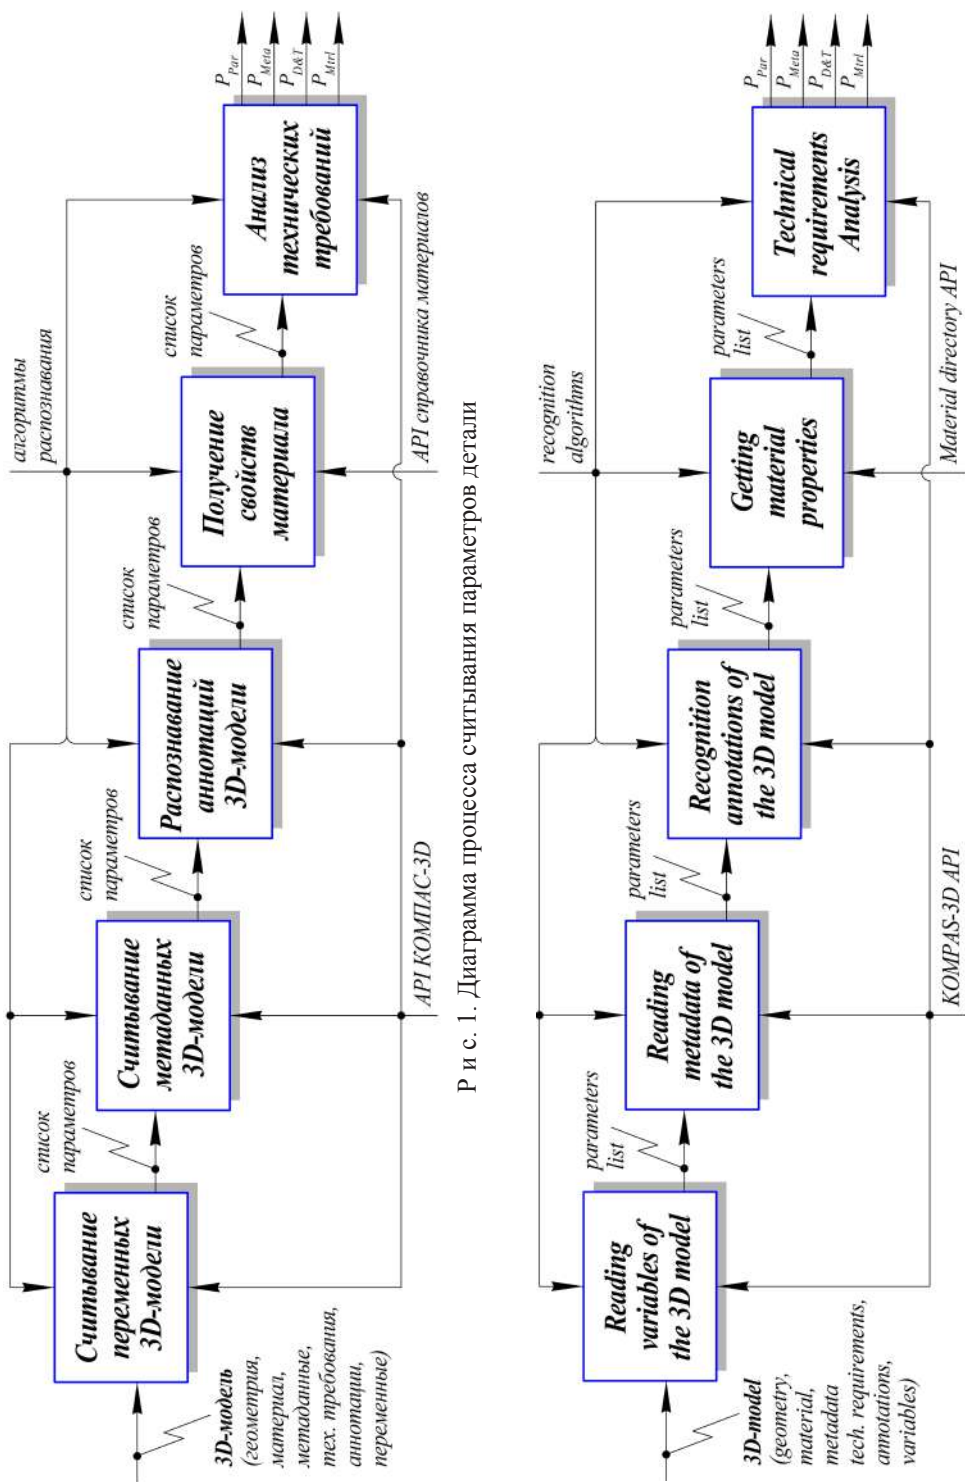 3D-модель
(геометрия,
материал,
метаданные,
тех. требования,
аннотации,
переменные)
Считывание
переменных
3D-модели
список
параметров
Считывание
метаданных
3D-модели
список
параметров
Распознавание
аннотаций
3D-модели
список
параметров
Получение
свойств
материала
список
параметров
Анализ
технических
требований
алгоритмы
распознавания
API КОМПАС-3D
API справочника материалов
P_Par
P_Meta
P_D&T
P_Mtrl
Р и с. 1. Диаграмма процесса считывания параметров детали
3D-model
(geometry,
material,
metadata
tech. requirements,
annotations,
variables)
Reading
variables of
the 3D model
parameters
list
Reading
metadata of
the 3D model
parameters
list
Recognition
annotations of
the 3D model
parameters
list
Getting
material
properties
parameters
list
Technical
requirements
Analysis
recognition
algorithms
KOMPAS-3D API
Material directory API
P_Par
P_Meta
P_D&T
P_Mtrl